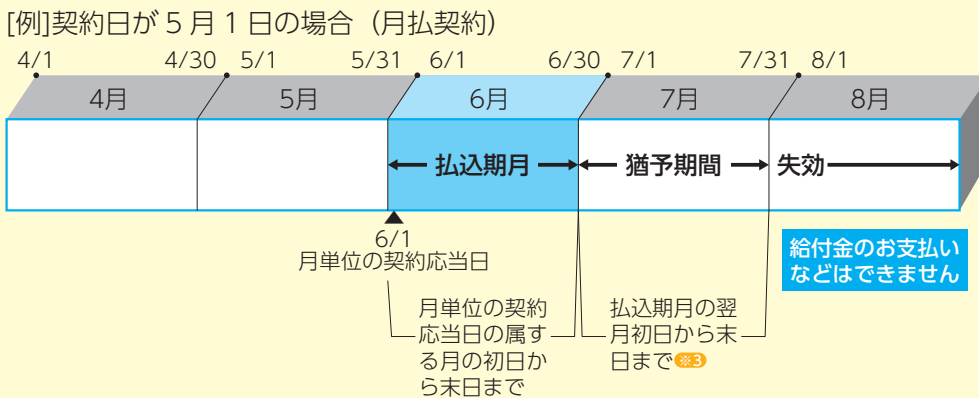 [例]契約日が5月1日の場合（月払契約）
4/1 4/30 5/1 5/31 6/1 6/30 7/1 7/31 8/1
4月 5月 6月 7月 8月
払込期月 猶予期間 失効
6/1
月単位の契約応当日
給付金のお支払い
などはできません
月単位の契約
応当日の属す
る月の初日か
ら末日まで
払込期月の翌
月初日から末
日まで※3